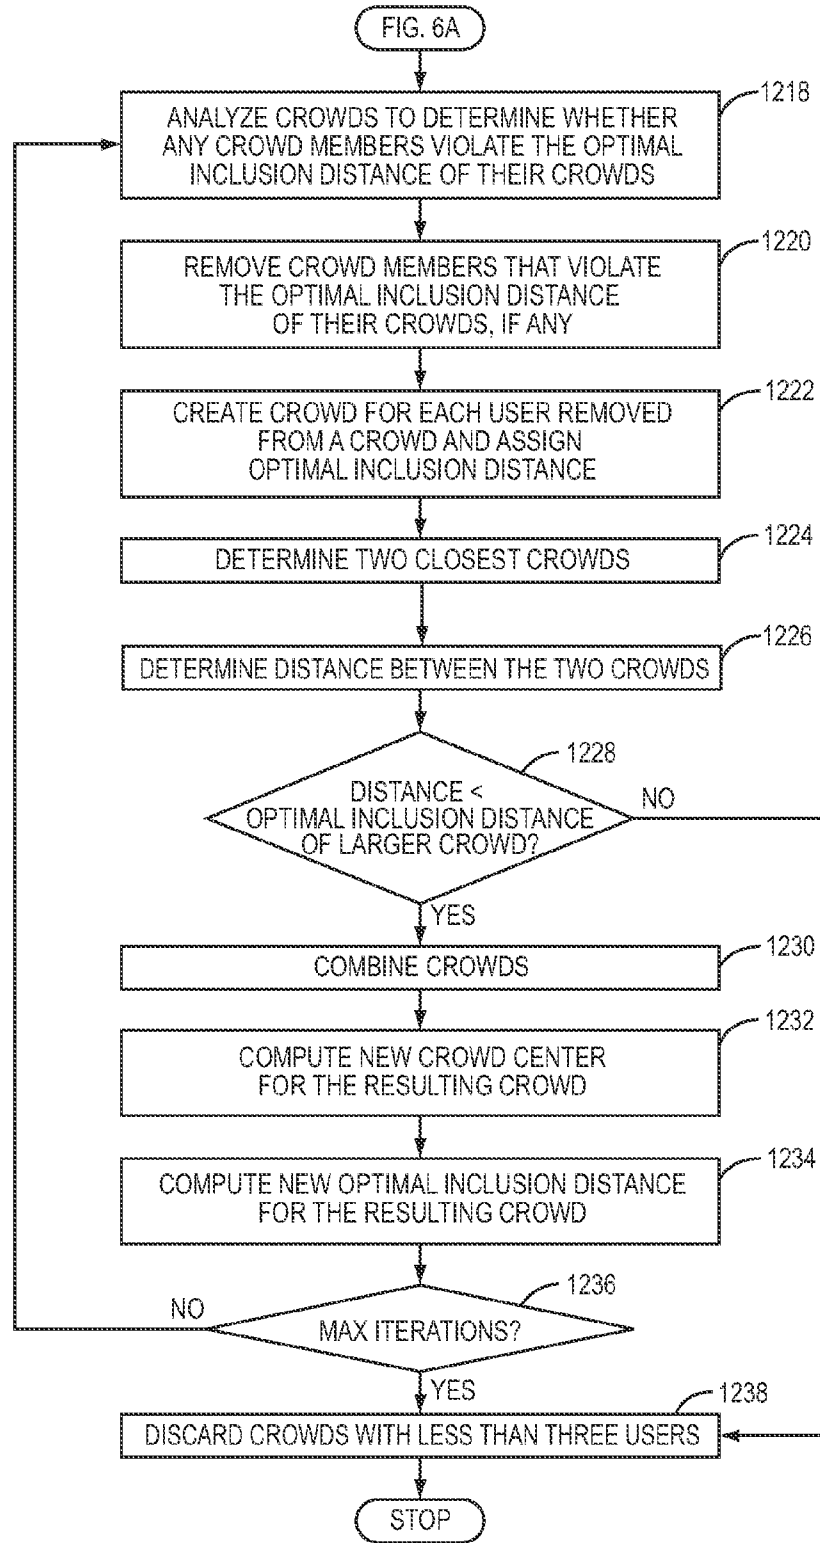 FIG. 6A
1218
ANALYZE CROWDS TO DETERMINE WHETHER
ANY CROWD MEMBERS VIOLATE THE OPTIMAL
INCLUSION DISTANCE OF THEIR CROWDS
1220
REMOVE CROWD MEMBERS THAT VIOLATE
THE OPTIMAL INCLUSION DISTANCE
OF THEIR CROWDS, IF ANY
1222
CREATE CROWD FOR EACH USER REMOVED
FROM A CROWD AND ASSIGN
OPTIMAL INCLUSION DISTANCE
1224
DETERMINE TWO CLOSEST CROWDS
1226
DETERMINE DISTANCE BETWEEN THE TWO CROWDS
1228
DISTANCE <
OPTIMAL INCLUSION DISTANCE
OF LARGER CROWD?
NO
YES
1230
COMBINE CROWDS
1232
COMPUTE NEW CROWD CENTER
FOR THE RESULTING CROWD
1234
COMPUTE NEW OPTIMAL INCLUSION DISTANCE
FOR THE RESULTING CROWD
1236
NO
MAX ITERATIONS?
YES
1238
DISCARD CROWDS WITH LESS THAN THREE USERS
STOP